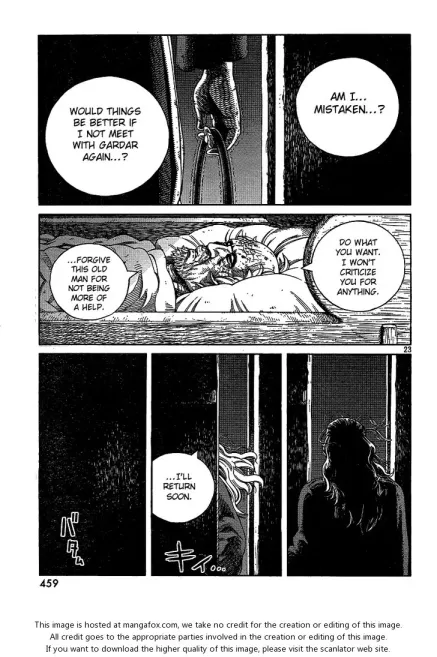 AM I...
MISTAKEN...?
WOULD THINGS
BE BETTER IF
I NOT MEET
WITH GARDAR
AGAIN...?
DO WHAT
YOU WANT.
I WON'T
CRITICIZE
YOU FOR
ANYTHING.
...FORGIVE
THIS OLD
MAN FOR
NOT BEING
MORE OF
A HELP.
23
...I'LL
RETURN
SOON.
キィ...
バタム
459
This image is hosted at mangafox.com, we take no credit for the creation or editing of this image.
All credit goes to the appropriate parties involved in the creation or editing of this image.
If you want to download the higher quality of this image, please visit the scanlator web site.